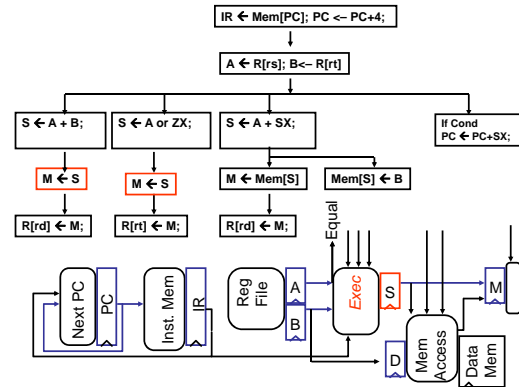 IR ← Mem[PC]; PC <– PC+4;
A ← R[rs]; B<– R[rt]
S ← A + B;
S ← A or ZX;
S ← A + SX;
If Cond
PC ← PC+SX;
M ← S
M ← S
M ← Mem[S]
Mem[S] ← B
R[rd] ← M;
R[rt] ← M;
R[rd] ← M;
Equal
Next PC
PC
Inst. Mem
IR
Reg
File
A
B
Exec
S
M
D
Mem
Access
Data
Mem